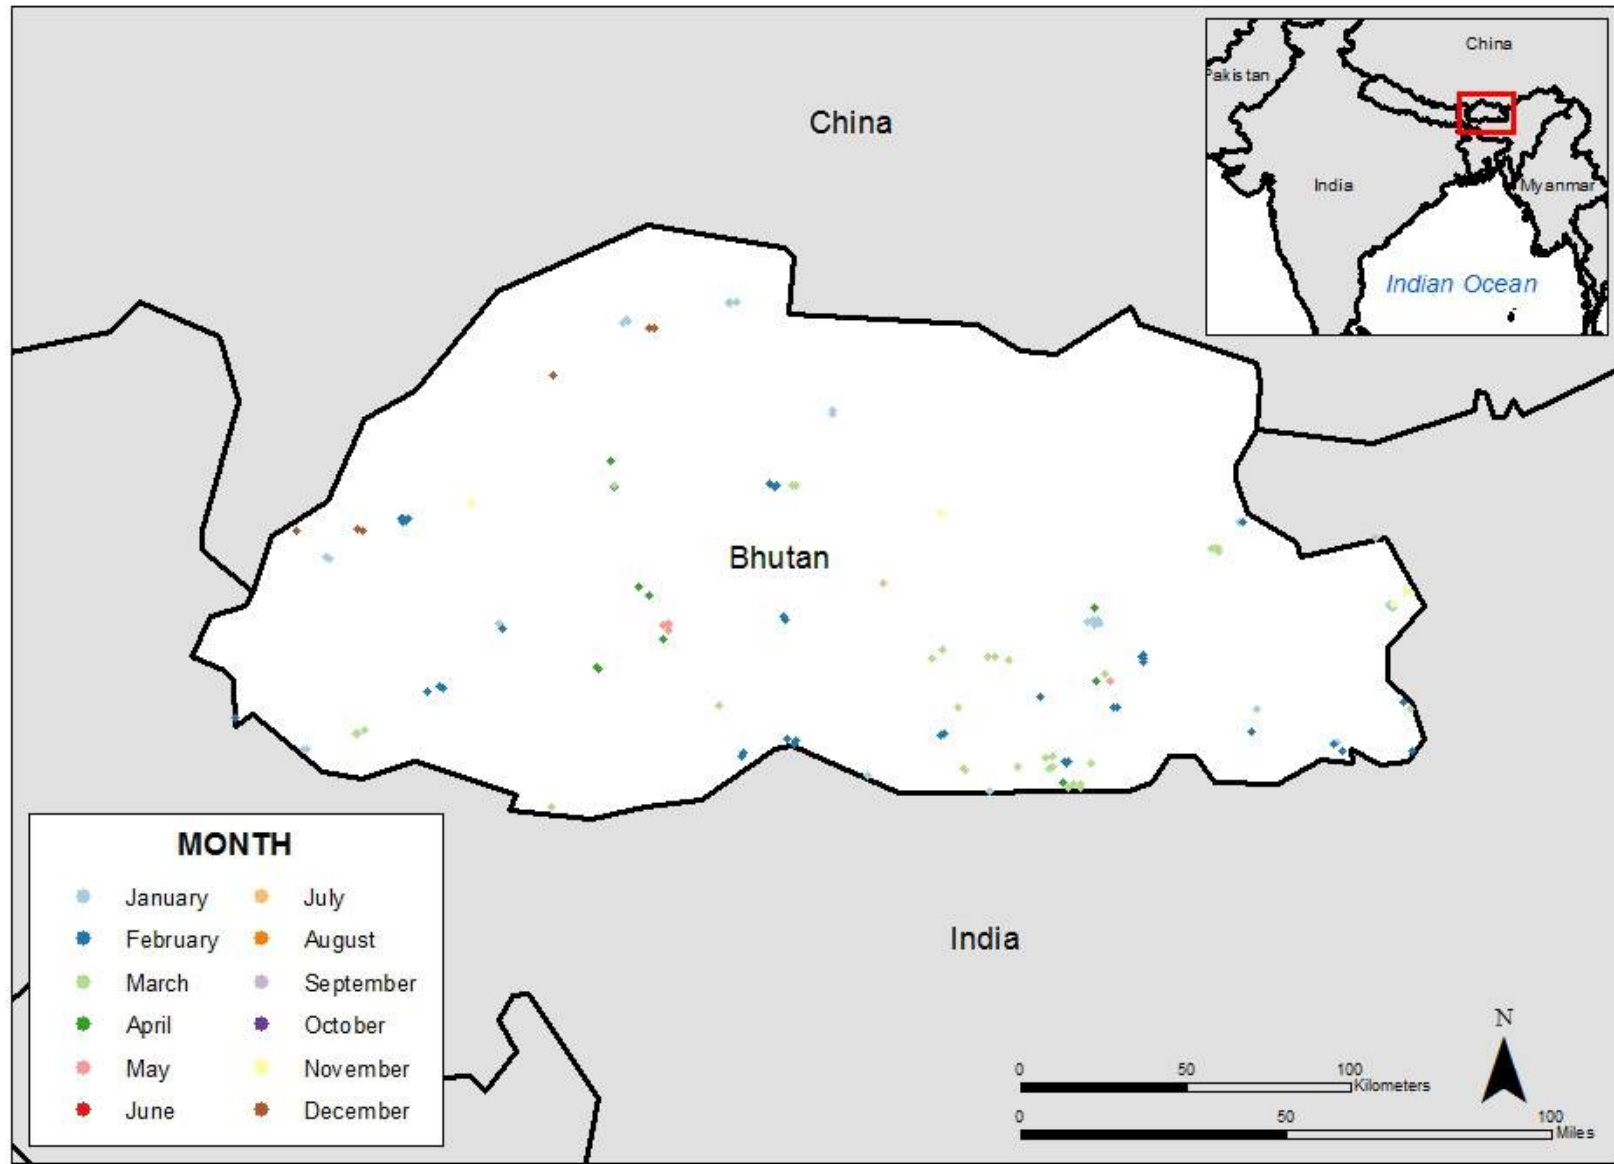 China
China
Pakistan
India
Myanmar
Indian Ocean
Bhutan
MONTH
January
July
February
August
March
September
April
October
May
November
June
December
India
N
0 50 100
Kilometers
0 50 100
Miles